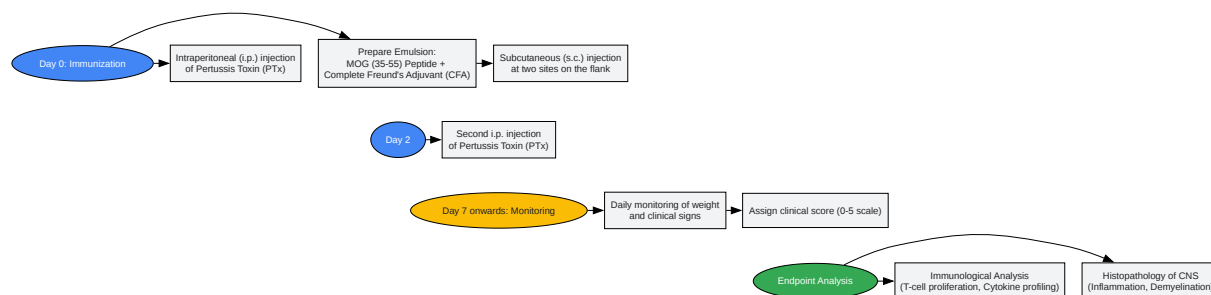 Day 0: Immunization
Intraperitoneal (i.p.) injection
of Pertussis Toxin (PTx)
Prepare Emulsion:
MOG (35-55) Peptide +
Complete Freund's Adjuvant (CFA)
Subcutaneous (s.c.) injection
at two sites on the flank
Day 2
Second i.p. injection
of Pertussis Toxin (PTx)
Day 7 onwards: Monitoring
Daily monitoring of weight
and clinical signs
Assign clinical score (0-5 scale)
Endpoint Analysis
Immunological Analysis
(T-cell proliferation, Cytokine profiling)
Histopathology of CNS
(Inflammation, Demyelination)